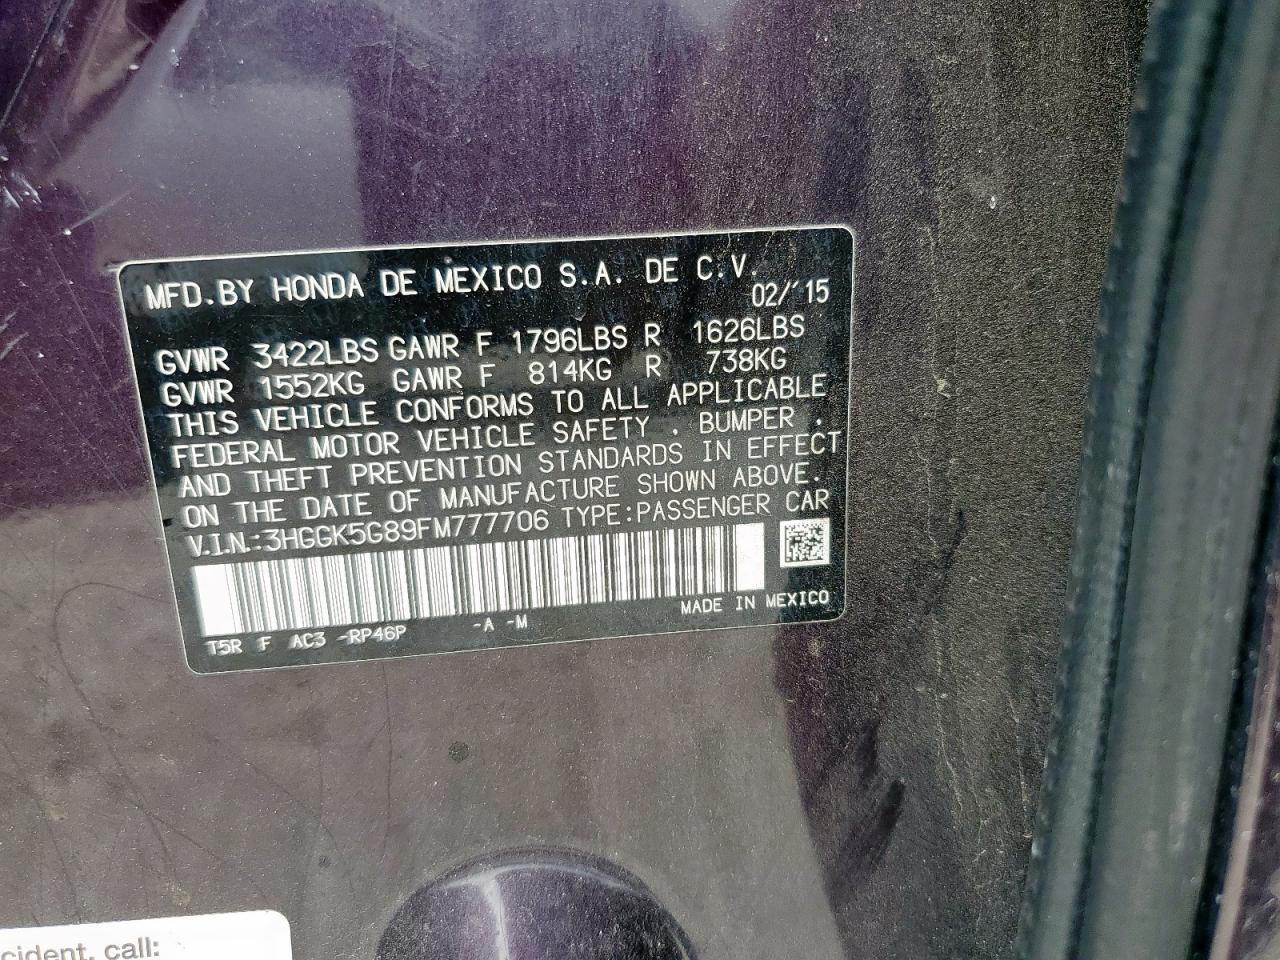 MFD.BY HONDA DE MEXICO S.A. DE C.V.
02/'15
GVWR 3422LBS GAWR F 1796LBS R 1626LBS
GVWR 1552KG GAWR F 814KG R 738KG
THIS VEHICLE CONFORMS TO ALL APPLICABLE
FEDERAL MOTOR VEHICLE SAFETY . BUMPER .
AND THEFT PREVENTION STANDARDS IN EFFECT
ON THE DATE OF MANUFACTURE SHOWN ABOVE.
V.I.N.:3HGGK5G89FM777706 TYPE:PASSENGER CAR
MADE IN MEXICO
T5R F AC3 -RP46P -A -M
cident, call: